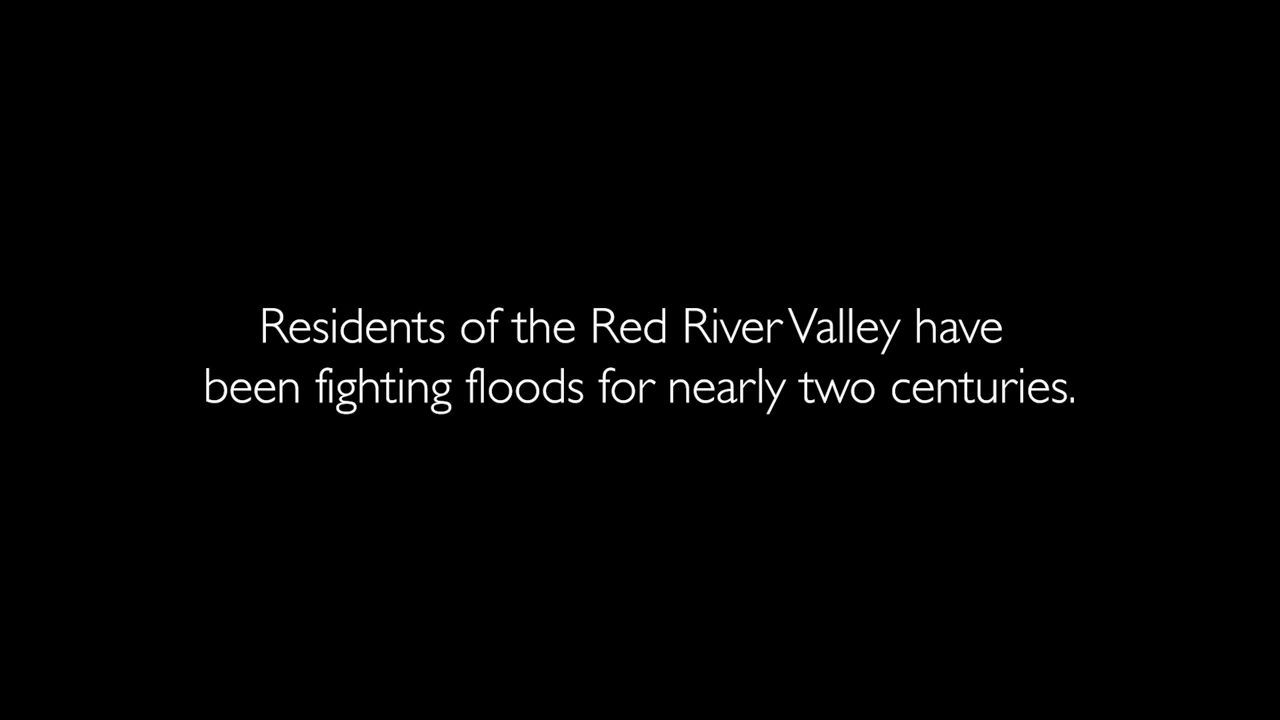 Residents of the Red River Valley have
been fighting floods for nearly two centuries.